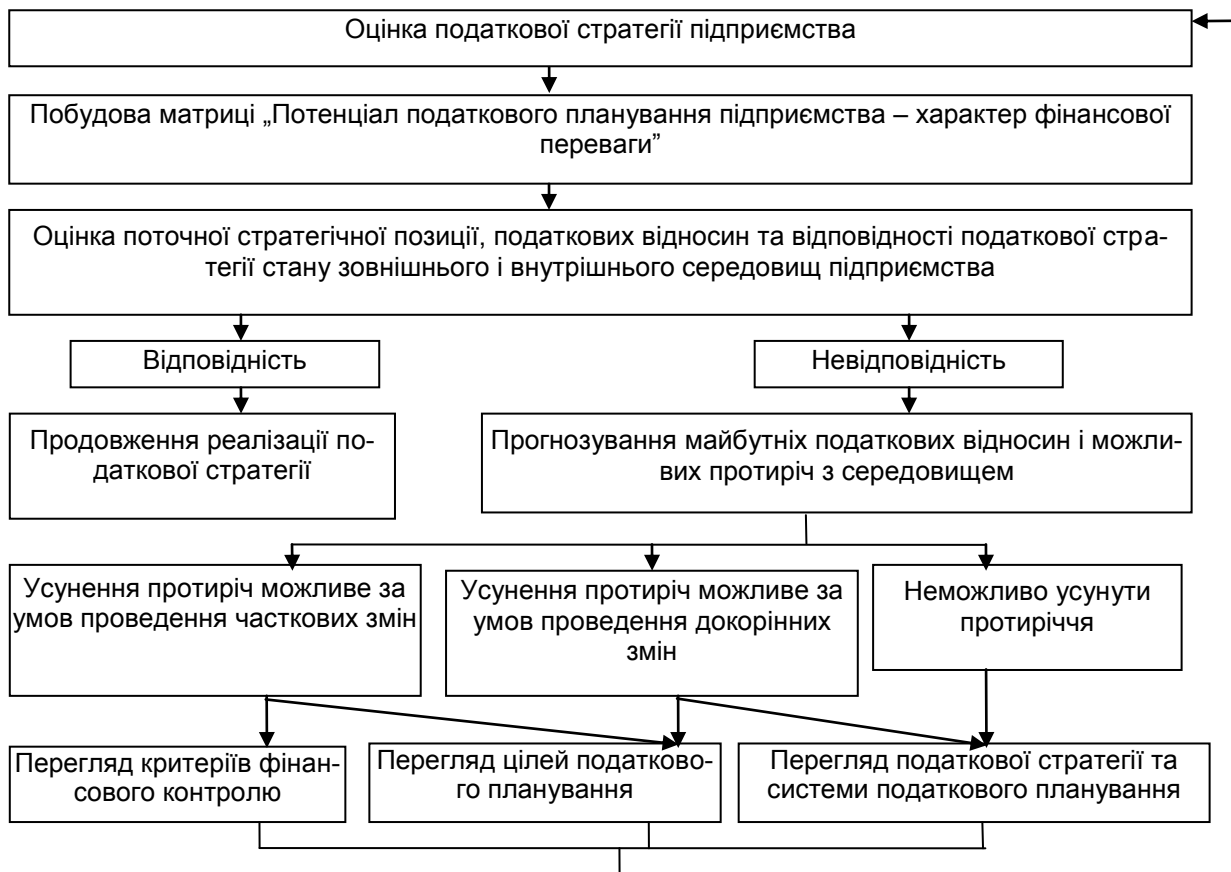 Оцінка податкової стратегії підприємства
Побудова матриці „Потенціал податкового планування підприємства – характер фінансової
переваги”
Оцінка поточної стратегічної позиції, податкових відносин та відповідності податкової стра-
тегії стану зовнішнього і внутрішнього середовищ підприємства
Відповідність
Невідповідність
Продовження реалізації по-
даткової стратегії
Прогнозування майбутніх податкових відносин і можли-
вих протиріч з середовищем
Усунення протиріч можливе за
умов проведення часткових змін
Усунення протиріч можливе за
умов проведення докорінних
змін
Неможливо усунути
протиріччя
Перегляд критеріїв фінан-
сового контролю
Перегляд цілей податково-
го планування
Перегляд податкової стратегії та
системи податкового планування